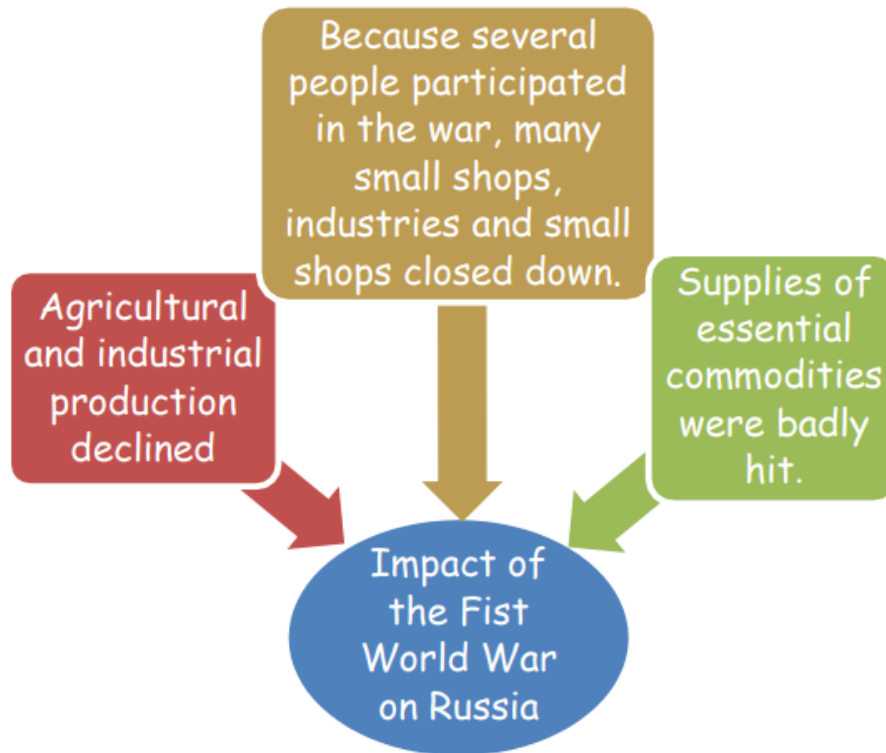 Because several
people participated
in the war, many
small shops,
industries and small
shops closed down.
Agricultural
and industrial
production
declined
Supplies of
essential
commodities
were badly
hit.
Impact of
the Fist
World War
on Russia